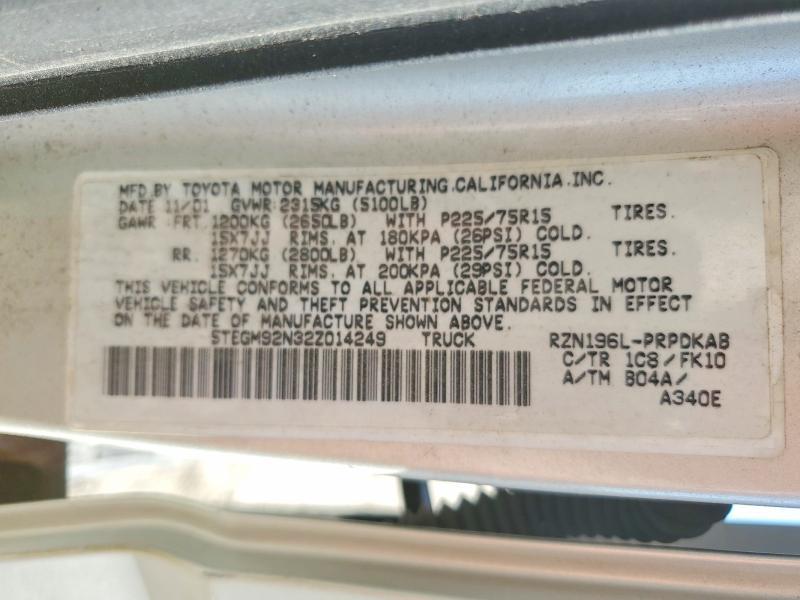 MFD.BY TOYOTA MOTOR MANUFACTURING.CALIFORNIA.INC.
DATE 11/01 GVWR:2315KG (5100LB)
GAWR :FRT. 1200KG (2650LB) WITH P225/75R15 TIRES.
15X7JJ RIMS. AT 180KPA (26PSI) COLD.
RR. 1270KG (2800LB) WITH P225/75R15 TIRES.
15X7JJ RIMS. AT 200KPA (29PSI) COLD.
THIS VEHICLE CONFORMS TO ALL APPLICABLE FEDERAL MOTOR
VEHICLE SAFETY AND THEFT PREVENTION STANDARDS IN EFFECT
ON THE DATE OF MANUFACTURE SHOWN ABOVE.
5TEGM92N32Z014249 TRUCK RZN196L-PRPDKAB
C/TR 1C8/FK10
A/TM B04A/
A340E